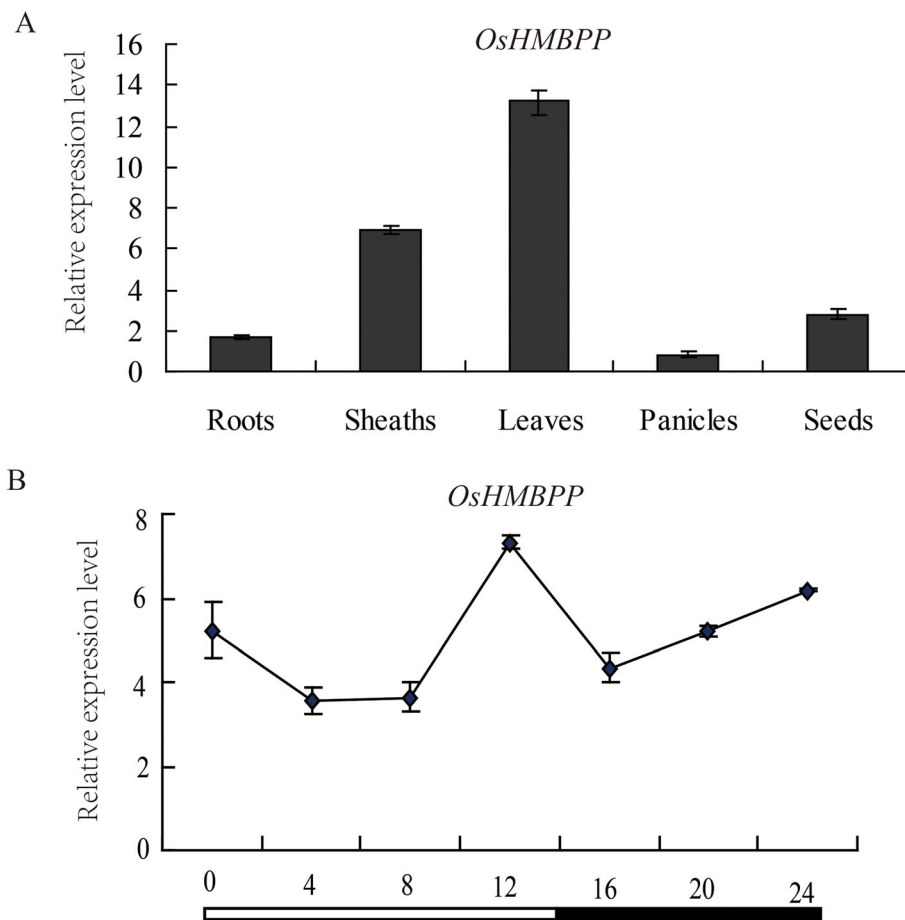 A
OsHMBPP
Relative expression level
16
14
12
10
8
6
4
2
0
Roots Sheaths Leaves Panicles Seeds
B
OsHMBPP
Relative expression level
8
6
4
2
0
0 4 8 12 16 20 24